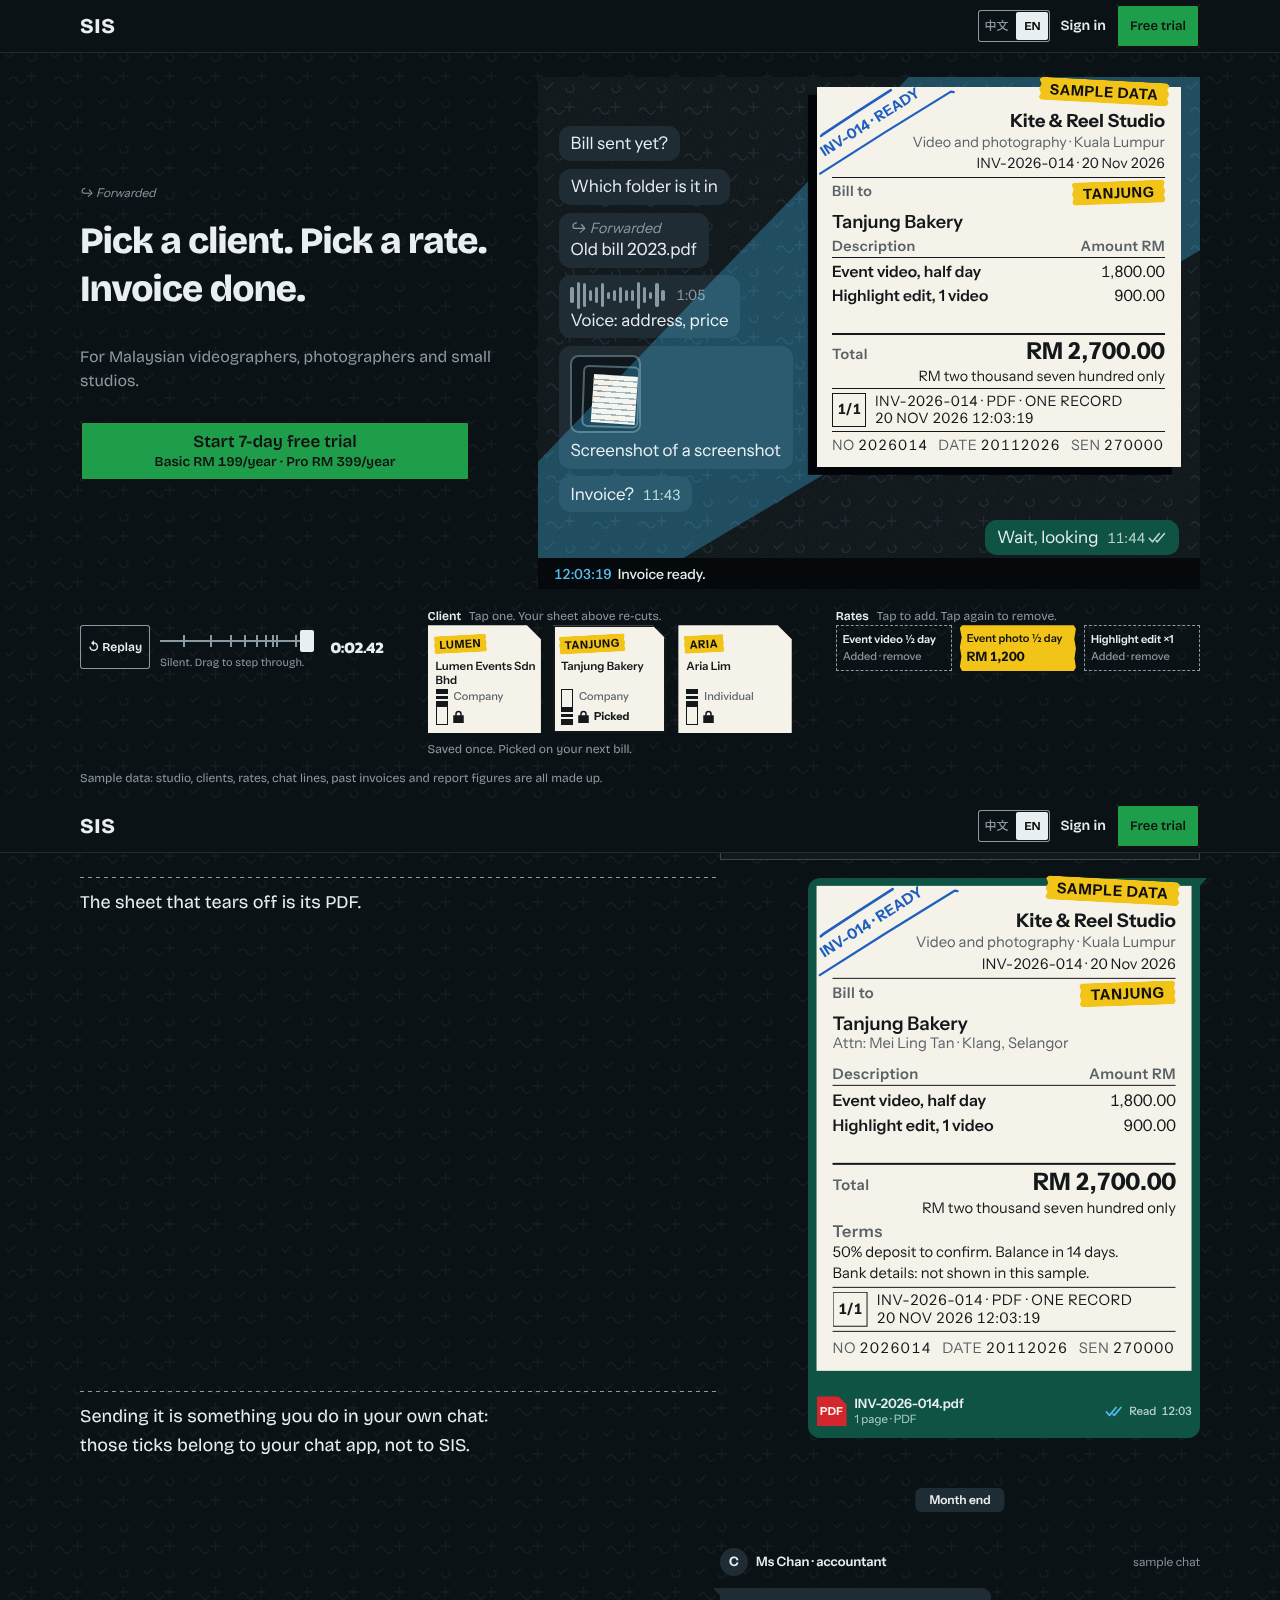 SIS
中文 EN Sign in Free trial
↪ Forwarded
Pick a client. Pick a rate.
Invoice done.
For Malaysian videographers, photographers and small
studios.
Start 7-day free trial
Basic RM 199/year · Pro RM 399/year
Bill sent yet?
Which folder is it in
↪ Forwarded
Old bill 2023.pdf
1:05
Voice: address, price
Screenshot of a screenshot
Invoice? 11:43
Wait, looking 11:44
12:03:19 Invoice ready.
SAMPLE DATA
INV-014 · READY
Kite & Reel Studio
Video and photography · Kuala Lumpur
INV-2026-014 · 20 Nov 2026
Bill to TANJUNG
Tanjung Bakery
Description Amount RM
Event video, half day 1,800.00
Highlight edit, 1 video 900.00
Total RM 2,700.00
RM two thousand seven hundred only
1/1 INV-2026-014 · PDF · ONE RECORD
20 NOV 2026 12:03:19
NO 2026014 DATE 20112026 SEN 270000
Replay
Silent. Drag to step through.
0:02.42
Client Tap one. Your sheet above re-cuts.
LUMEN
Lumen Events Sdn
Bhd
Company
TANJUNG
Tanjung Bakery
Company
Picked
ARIA
Aria Lim
Individual
Saved once. Picked on your next bill.
Rates Tap to add. Tap again to remove.
Event video ½ day
Added · remove
Event photo ½ day
RM 1,200
Highlight edit ×1
Added · remove
Sample data: studio, clients, rates, chat lines, past invoices and report figures are all made up.
SIS
中文 EN Sign in Free trial
The sheet that tears off is its PDF.
SAMPLE DATA
INV-014 · READY
Kite & Reel Studio
Video and photography · Kuala Lumpur
INV-2026-014 · 20 Nov 2026
Bill to TANJUNG
Tanjung Bakery
Attn: Mei Ling Tan · Klang, Selangor
Description Amount RM
Event video, half day 1,800.00
Highlight edit, 1 video 900.00
Total RM 2,700.00
RM two thousand seven hundred only
Terms
50% deposit to confirm. Balance in 14 days.
Bank details: not shown in this sample.
1/1 INV-2026-014 · PDF · ONE RECORD
20 NOV 2026 12:03:19
NO 2026014 DATE 20112026 SEN 270000
PDF INV-2026-014.pdf
1 page · PDF
Read 12:03
Sending it is something you do in your own chat:
those ticks belong to your chat app, not to SIS.
Month end
C Ms Chan · accountant sample chat